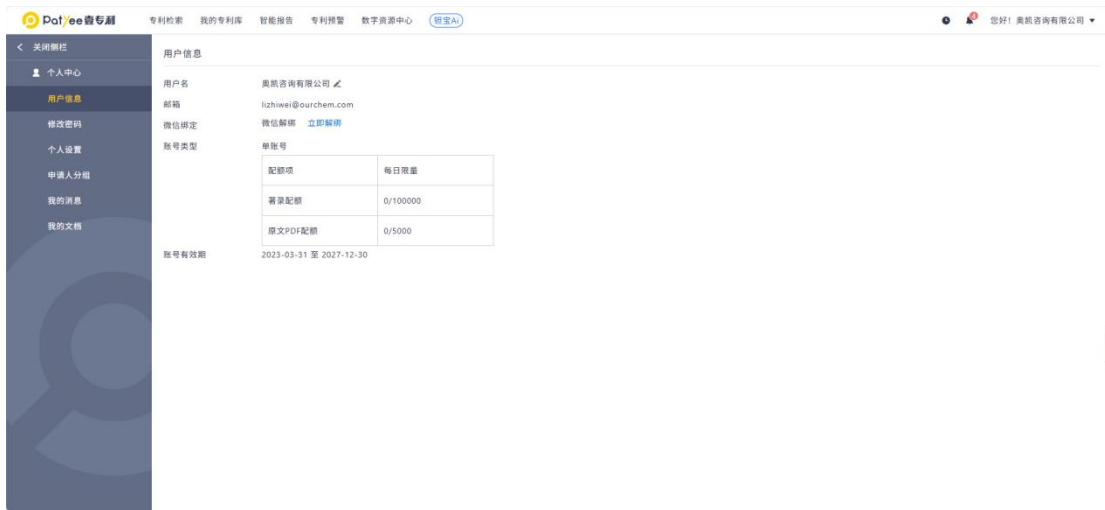 Patyee壹专利 专利检索 我的专利库 智能报告 专利预警 数字资源中心 钽宝Ai 4 您好！奥凯咨询有限公司
关闭侧栏
个人中心
用户信息
修改密码
个人设置
申请人分组
我的消息
我的文档
用户信息
用户名 奥凯咨询有限公司
邮箱 lizhiwei@ourchem.com
微信绑定 微信解绑 立即解绑
账号类型 单账号
配额项 每日限量
著录配额 0/100000
原文PDF配额 0/5000
账号有效期 2023-03-31 至 2027-12-30